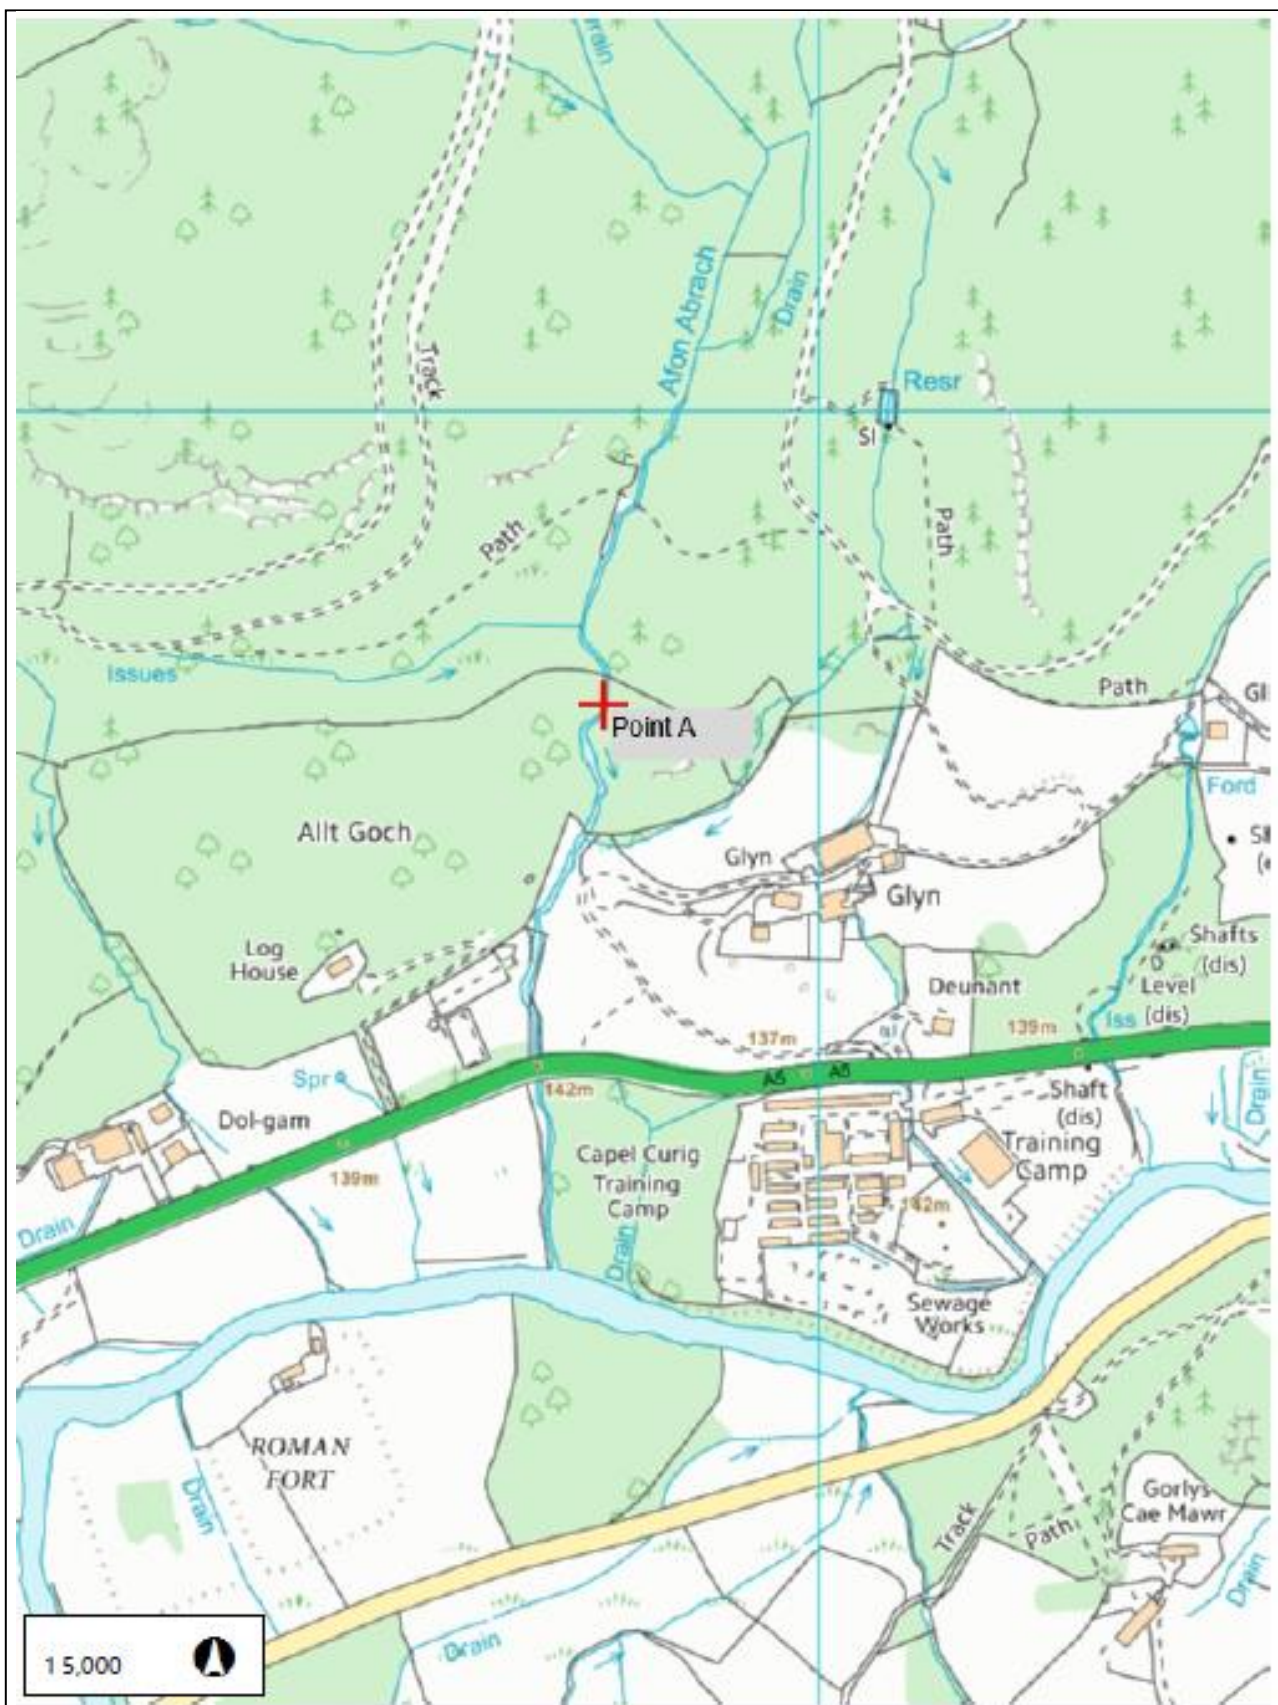 Drain
Afon Abrach
Drain
Track
Resr
Sl
Path
Path
Issues
Path
Point A
Ford
Allt Goch
Glyn
Glyn
Log
House
Shafts
(dis)
Deunant
Level
(dis)
Iss
137m
139m
Spr
142m
A5
A5
Shaft
(dis)
Drain
Dol-gam
Capel Curig
Training
Camp
Training
Camp
139m
142m
Drain
Drain
Sewage
Works
ROMAN
FORT
Drain
Gorlys
Cae Mawr
Track
Path
Drain
Drain
1 5,000